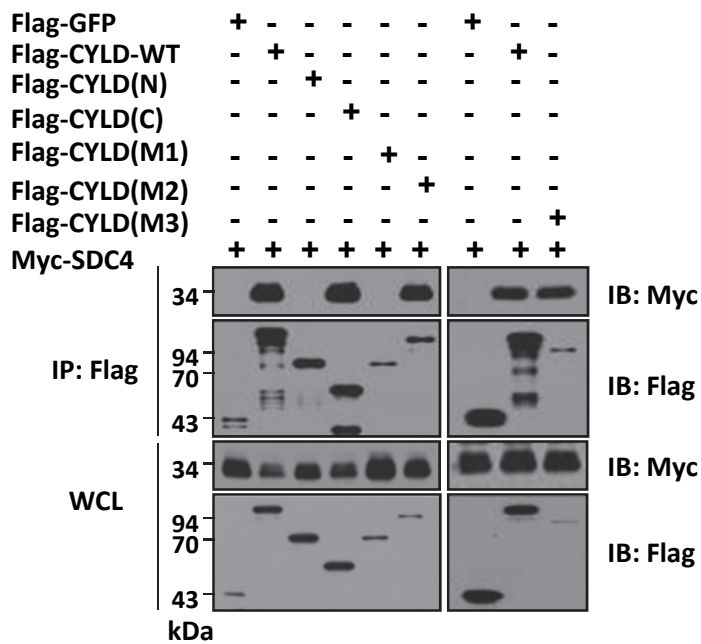 Flag-GFP + - - - - - + - -
Flag-CYLD-WT - + - - - - - + -
Flag-CYLD(N) - - + - - - - - -
Flag-CYLD(C) - - - + - - - - -
Flag-CYLD(M1) - - - - + - - - -
Flag-CYLD(M2) - - - - - + - - -
Flag-CYLD(M3) - - - - - - - - +
Myc-SDC4 + + + + + + + + +
34 IB: Myc
IP: Flag
94
70
43
IB: Flag
34 IB: Myc
WCL
94
70
43
IB: Flag
kDa